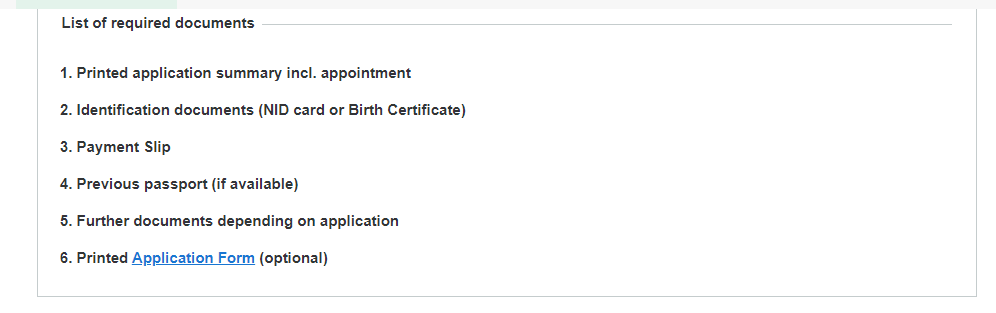 List of required documents
1. Printed application summary incl. appointment
2. Identification documents (NID card or Birth Certificate)
3. Payment Slip
4. Previous passport (if available)
5. Further documents depending on application
6. Printed Application Form (optional)